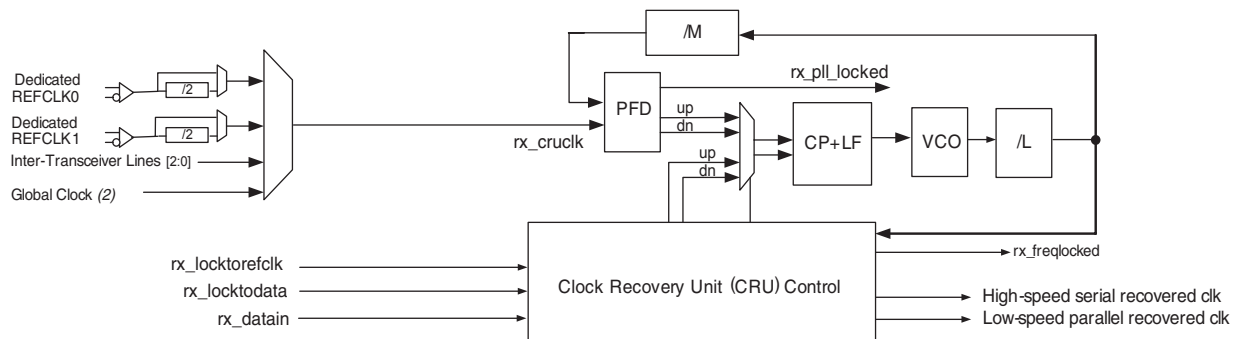 /M
rx_pll_locked
Dedicated
REFCLK0
/2
PFD
up
dn
CP+LF
VCO
/L
Dedicated
REFCLK1
/2
rx_cruclk
up
dn
Inter-Transceiver Lines [2:0]
Global Clock (2)
rx_locktorefclk
rx_locktodata
rx_datain
Clock Recovery Unit (CRU) Control
rx_freqlocked
High-speed serial recovered clk
Low-speed parallel recovered clk